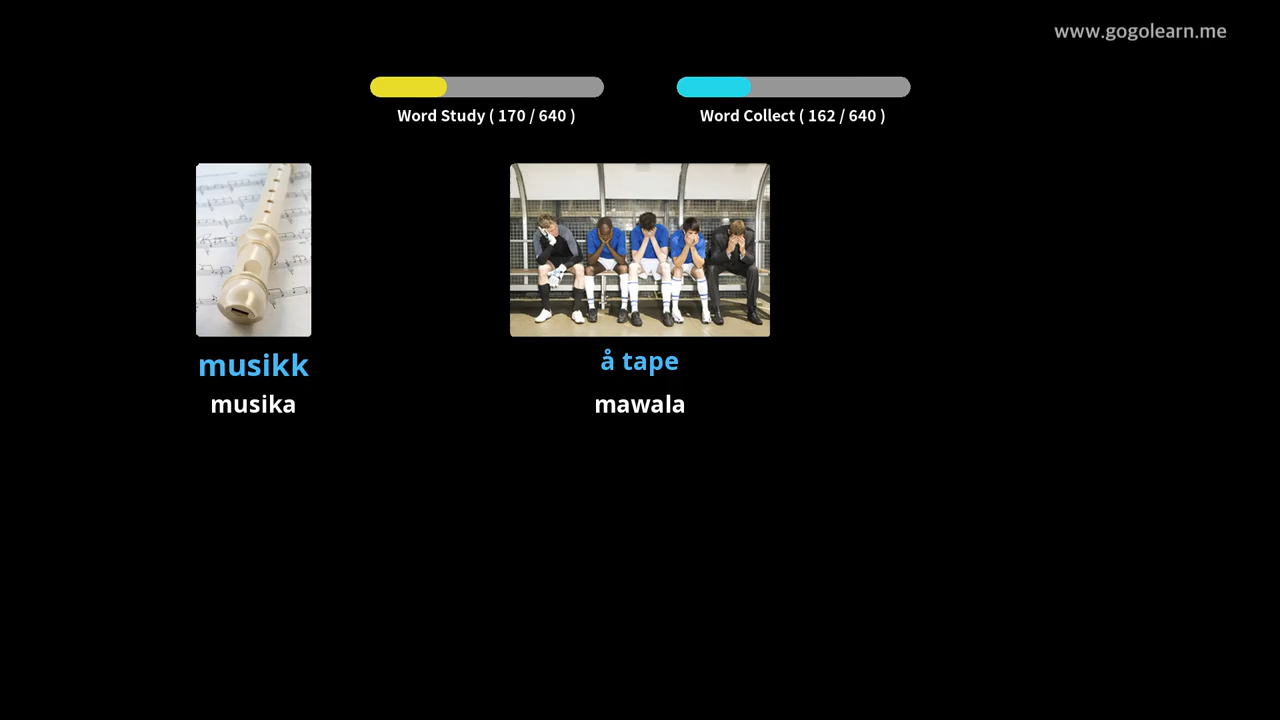 www.gogolearn.me
Word Study ( 170 / 640 )
Word Collect ( 162 / 640 )
musikk
musika
å tape
mawala